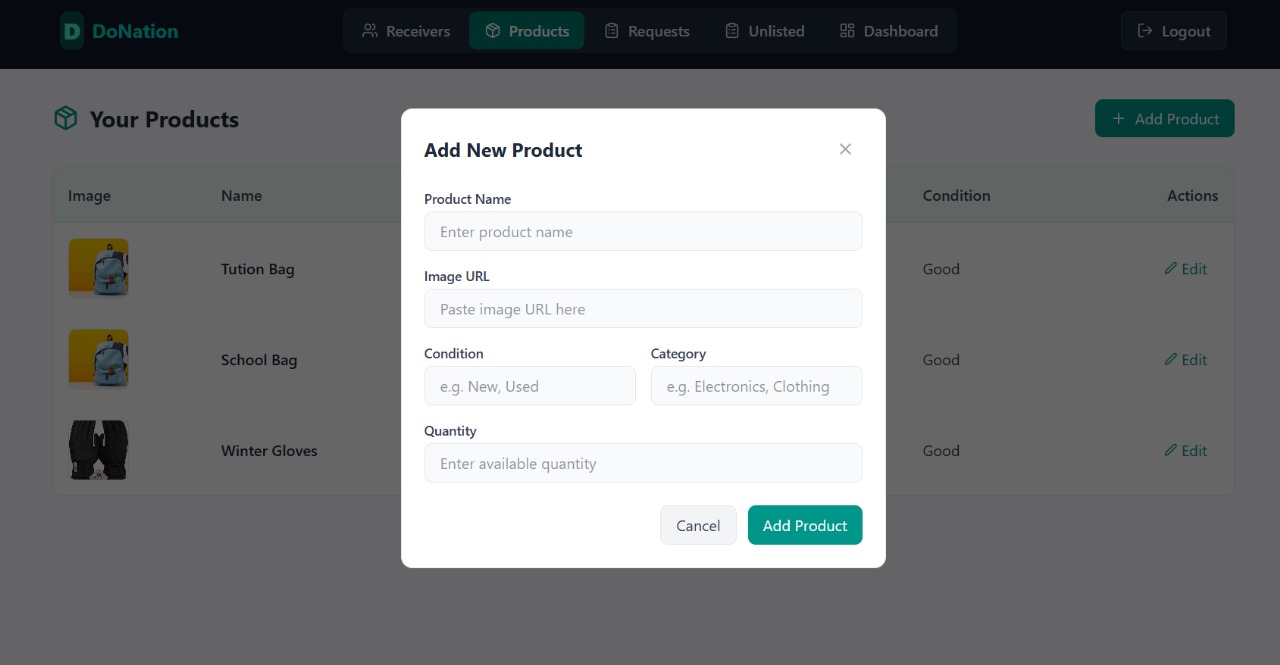 D DoNation
Receivers
Products
Requests
Unlisted
Dashboard
Logout
Your Products
Add Product
Image Name Condition Actions
Tution Bag Good Edit
School Bag Good Edit
Winter Gloves Good Edit
Add New Product
Product Name
Enter product name
Image URL
Paste image URL here
Condition Category
e.g. New, Used e.g. Electronics, Clothing
Quantity
Enter available quantity
Cancel Add Product